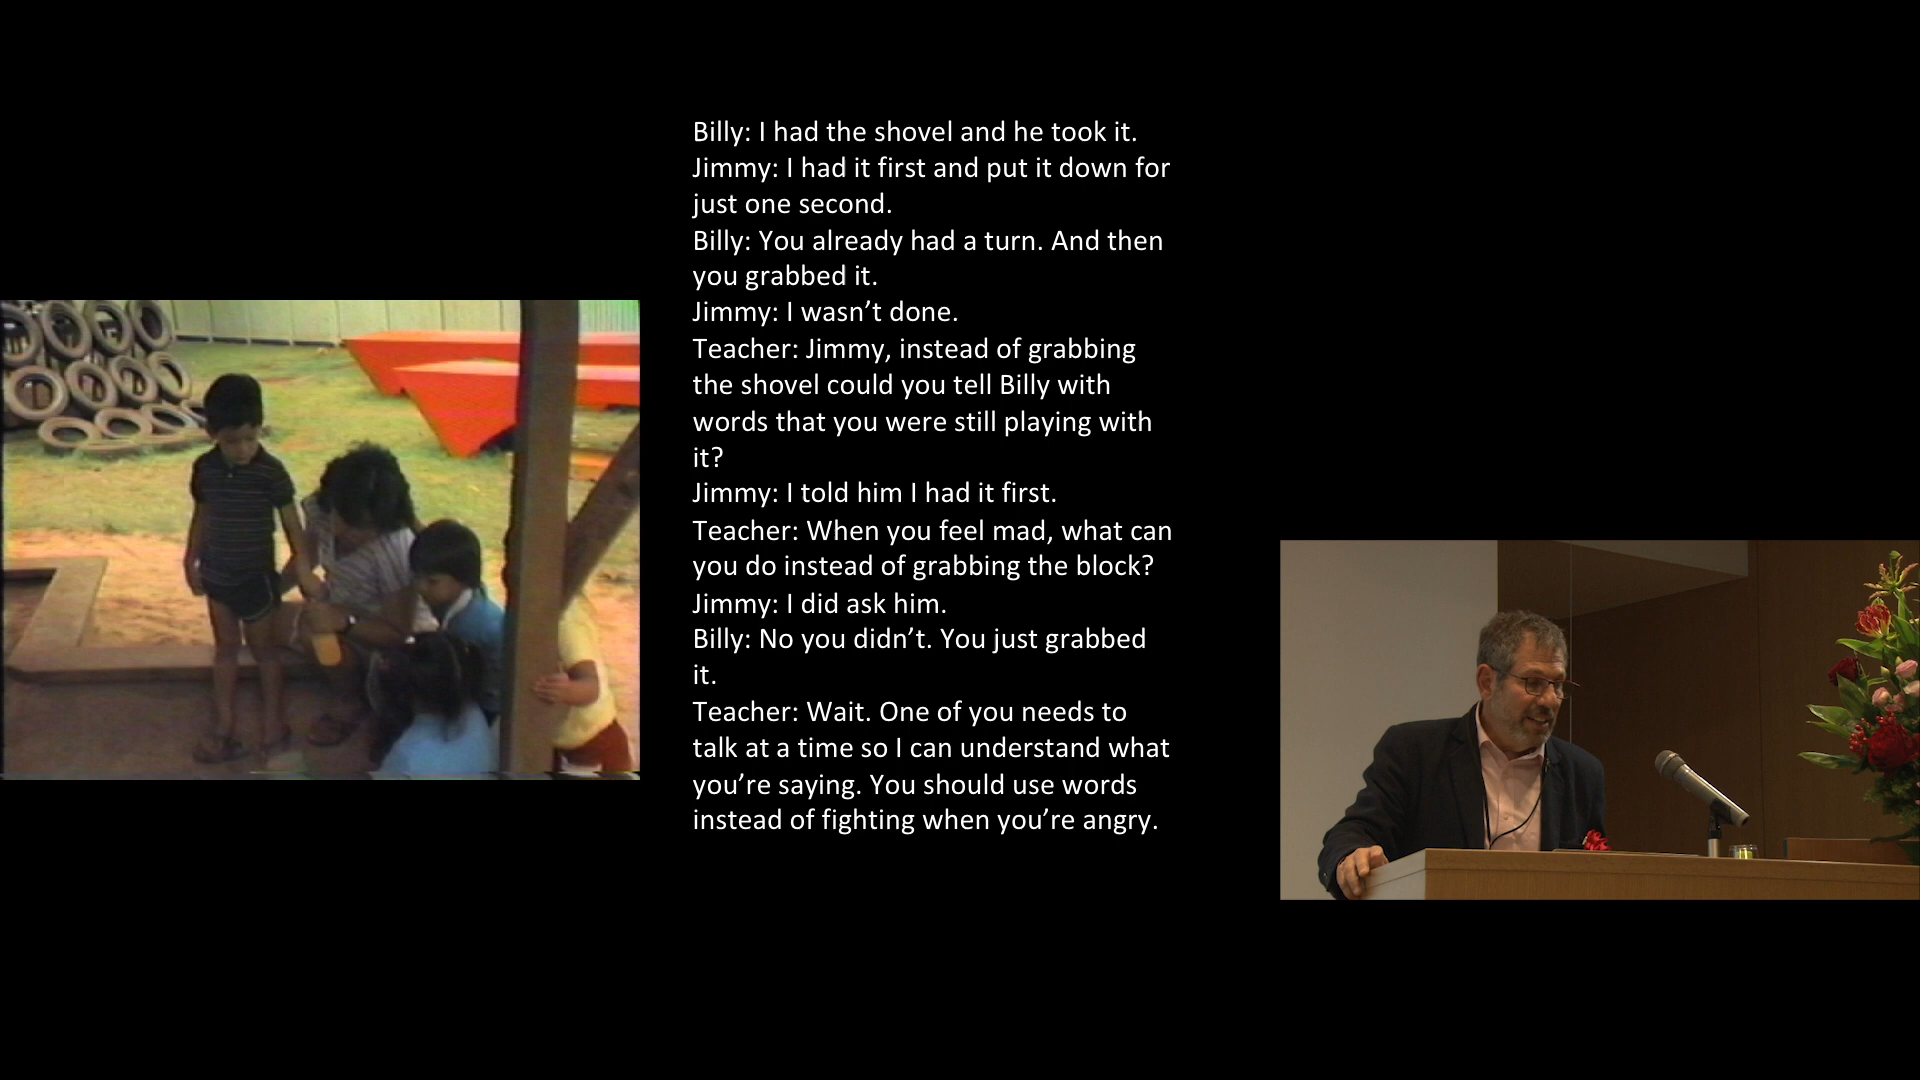 Billy: I had the shovel and he took it.
Jimmy: I had it first and put it down for
just one second.
Billy: You already had a turn. And then
you grabbed it.
Jimmy: I wasn’t done.
Teacher: Jimmy, instead of grabbing
the shovel could you tell Billy with
words that you were still playing with
it?
Jimmy: I told him I had it first.
Teacher: When you feel mad, what can
you do instead of grabbing the block?
Jimmy: I did ask him.
Billy: No you didn’t. You just grabbed
it.
Teacher: Wait. One of you needs to
talk at a time so I can understand what
you’re saying. You should use words
instead of fighting when you’re angry.